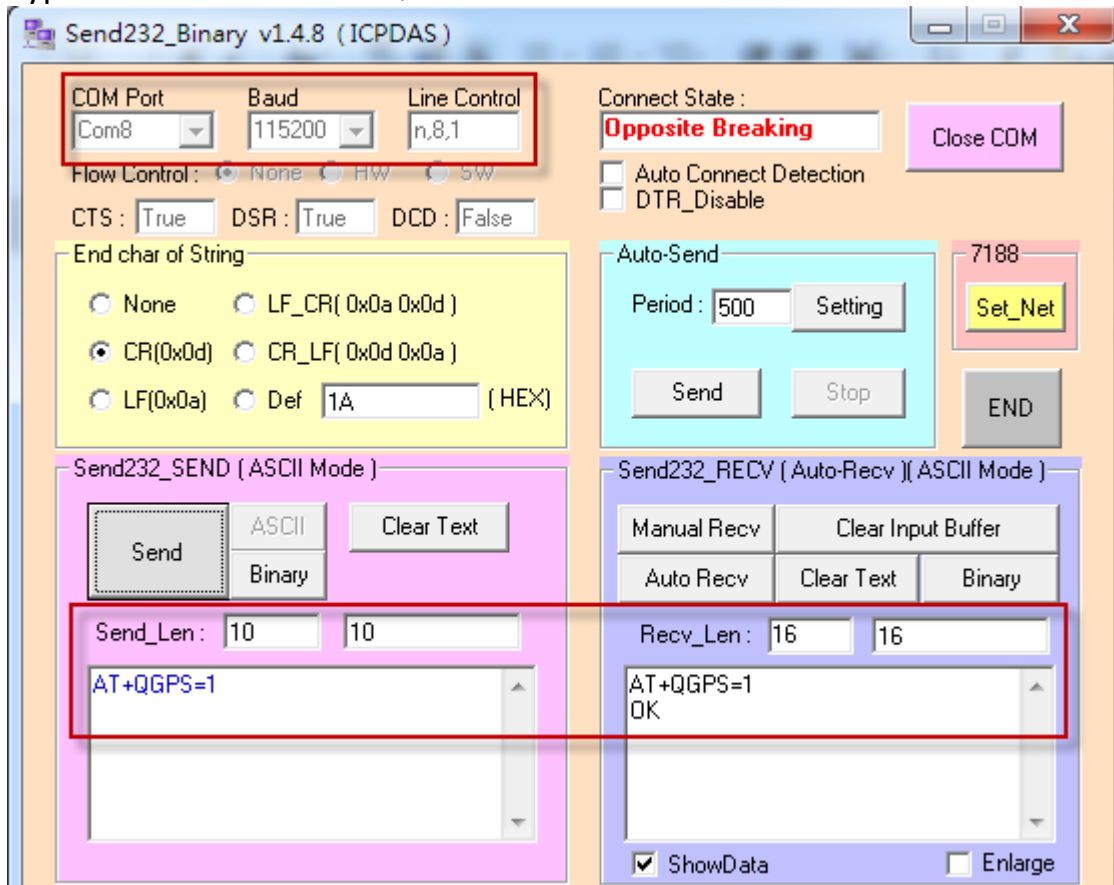 Send232_Binary v1.4.8 ( ICPDAS )
COM Port Baud Line Control
Com8 115200 n,8,1
Flow Control : None HW SW
CTS : True DSR : True DCD : False
Connect State :
Opposite Breaking
Close COM
Auto Connect Detection
DTR_Disable
End char of String
None LF_CR( 0x0a 0x0d )
CR(0x0d) CR_LF( 0x0d 0x0a )
LF(0x0a) Def 1A ( HEX)
Auto-Send
Period : 500 Setting
Send Stop
7188
Set_Net
END
Send232_SEND ( ASCII Mode )
Send ASCII Clear Text
Binary
Send_Len : 10 10
AT+QGPS=1
Send232_RECV ( Auto-Recv )( ASCII Mode )
Manual Recv Clear Input Buffer
Auto Recv Clear Text Binary
Recv_Len : 16 16
AT+QGPS=1
OK
ShowData Enlarge